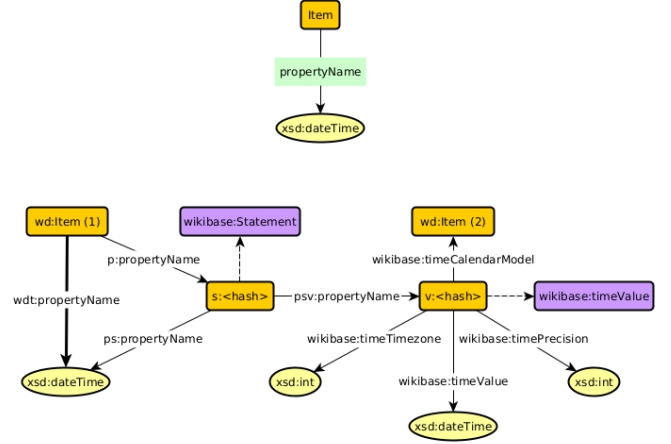 Item
propertyName
xsd:dateTime
wd:Item (1)
wikibase:Statement
wd:Item (2)
p:propertyName
wikibase:timeCalendarModel
wdt:propertyName
s:<hash>
psv:propertyName
v:<hash>
wikibase:timeValue
ps:propertyName
wikibase:timeTimezone
wikibase:timePrecision
xsd:dateTime
xsd:int
wikibase:timeValue
xsd:int
xsd:dateTime